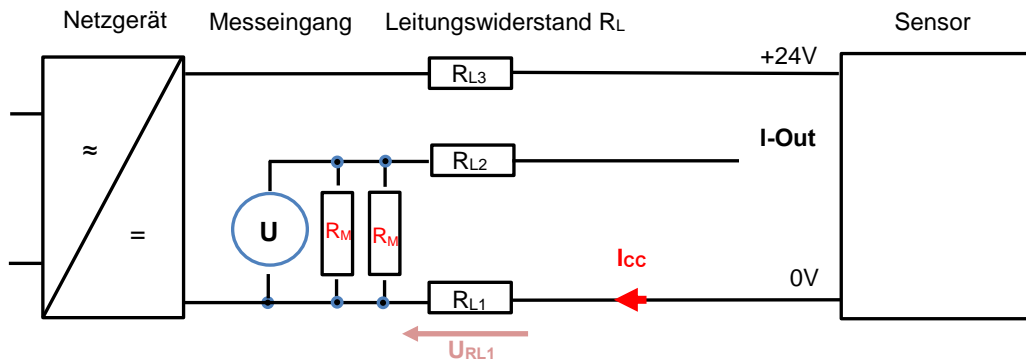 Netzgerät Messeingang Leitungswiderstand RL Sensor
RL3 +24V
≈ RL2 I-Out
= U RM RM
ICC 0V
RL1
URL1